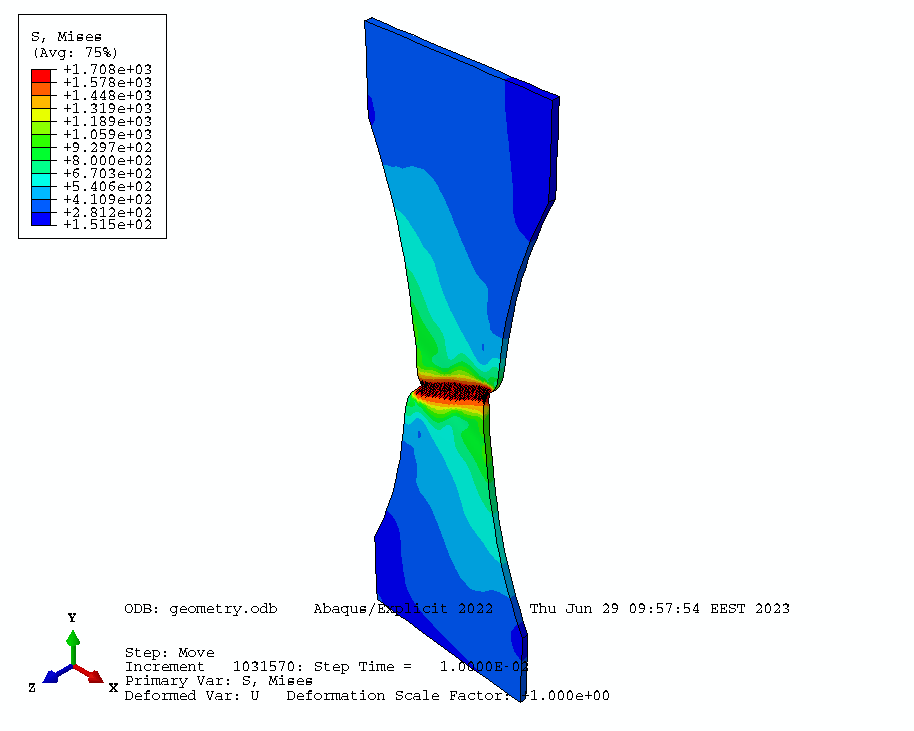 S, Mises
(Avg: 75%)
+1.708e+03
+1.578e+03
+1.448e+03
+1.319e+03
+1.189e+03
+1.059e+03
+9.297e+02
+8.000e+02
+6.703e+02
+5.406e+02
+4.109e+02
+2.812e+02
+1.515e+02
ODB: geometry.odb Abaqus/Explicit 2022 Thu Jun 29 09:57:54 EEST 2023
Y
Z
X
Step: Move
Increment 1031570: Step Time = 1.0000E-02
Primary Var: S, Mises
Deformed Var: U Deformation Scale Factor: +1.000e+00